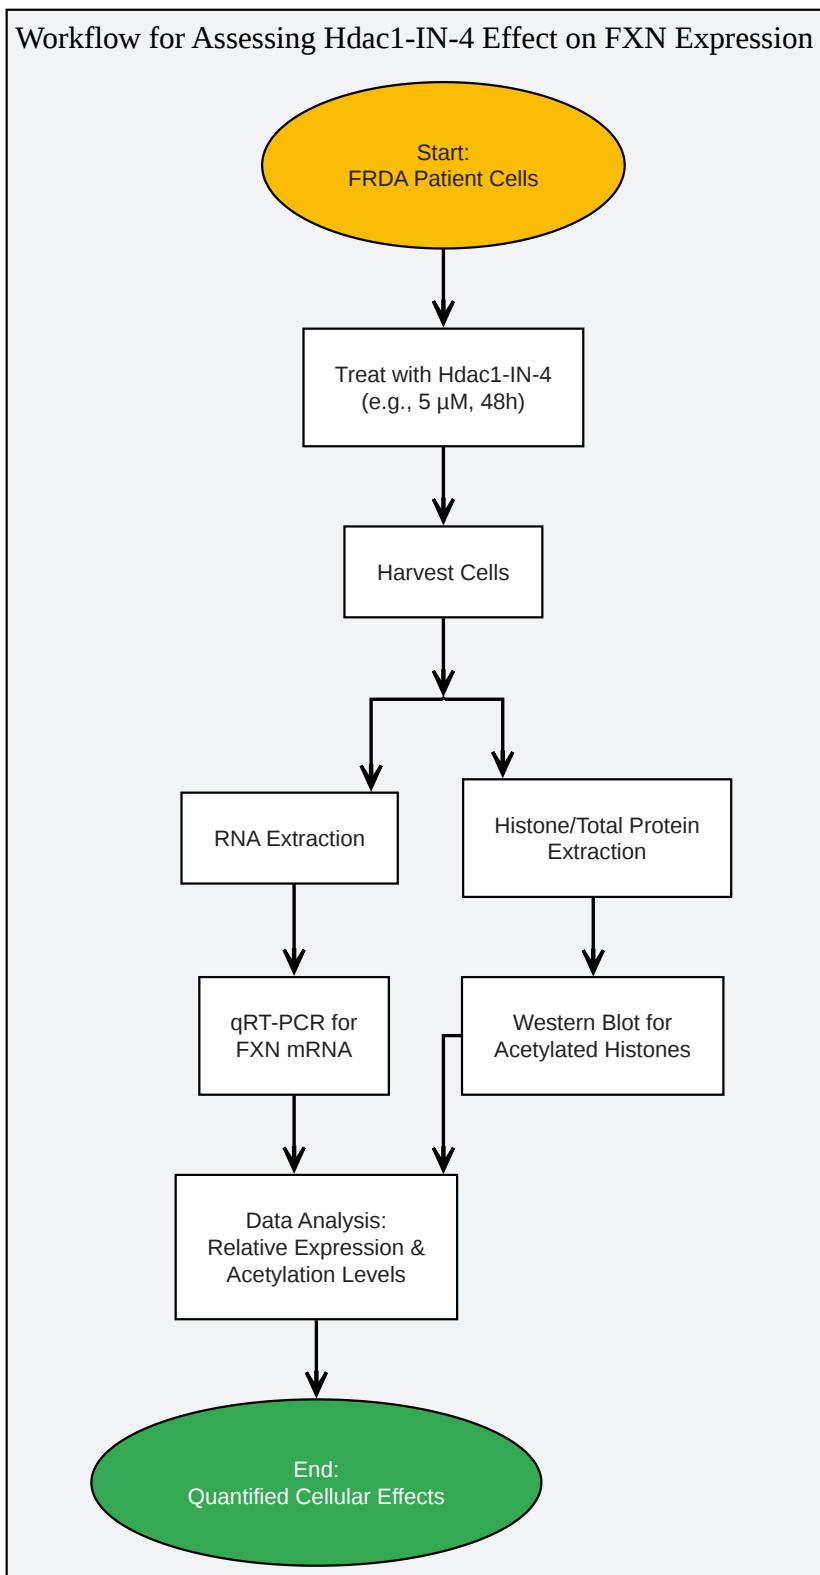 Workflow for Assessing Hdac1-IN-4 Effect on FXN Expression
Start:
FRDA Patient Cells
Treat with Hdac1-IN-4
(e.g., 5 µM, 48h)
Harvest Cells
RNA Extraction
Histone/Total Protein
Extraction
qRT-PCR for
FXN mRNA
Western Blot for
Acetylated Histones
Data Analysis:
Relative Expression &
Acetylation Levels
End:
Quantified Cellular Effects